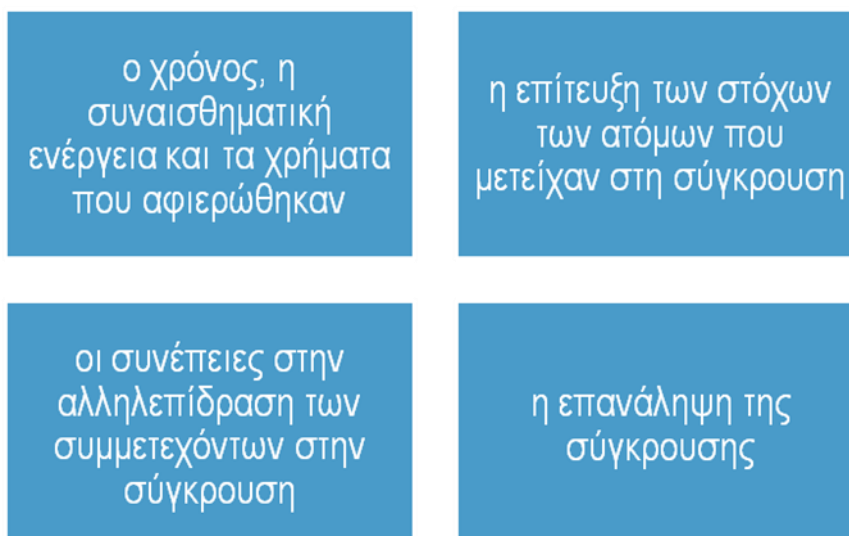 ο χρόνος, η
συναισθηματική
ενέργεια και τα χρήματα
που αφιερώθηκαν
η επίτευξη των στόχων
των ατόμων που
μετείχαν στη σύγκρουση
οι συνέπειες στην
αλληλεπίδραση των
συμμετεχόντων στην
σύγκρουση
η επανάληψη της
σύγκρουσης